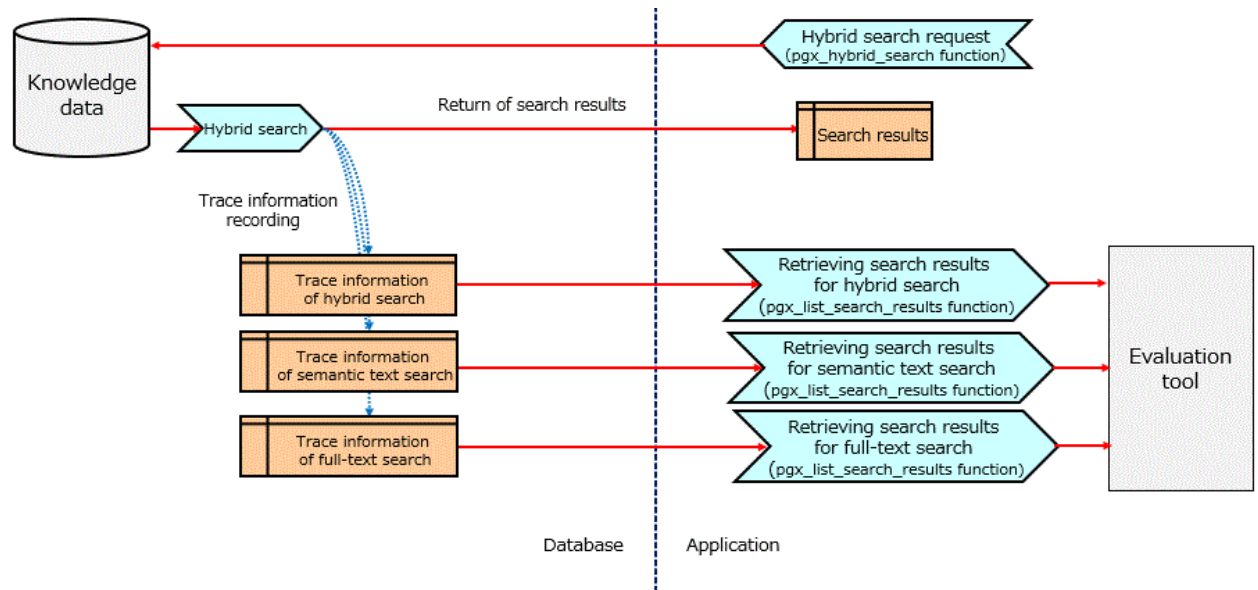 Hybrid search request
(pgx_hybrid_search function)
Knowledge
data
Return of search results
Hybrid search
Search results
Trace information
recording
Trace information
of hybrid search
Retrieving search results
for hybrid search
(pgx_list_search_results function)
Trace information
of semantic text search
Retrieving search results
for semantic text search
(pgx_list_search_results function)
Evaluation
tool
Trace information
of full-text search
Retrieving search results
for full-text search
(pgx_list_search_results function)
Database
Application